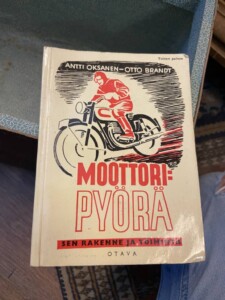 ANTTI OKSANEN–OTTO BRANDT
MOOTTORI=
PYÖRÄ
SEN RAKENNE JA TOIMINTA
OTAVA